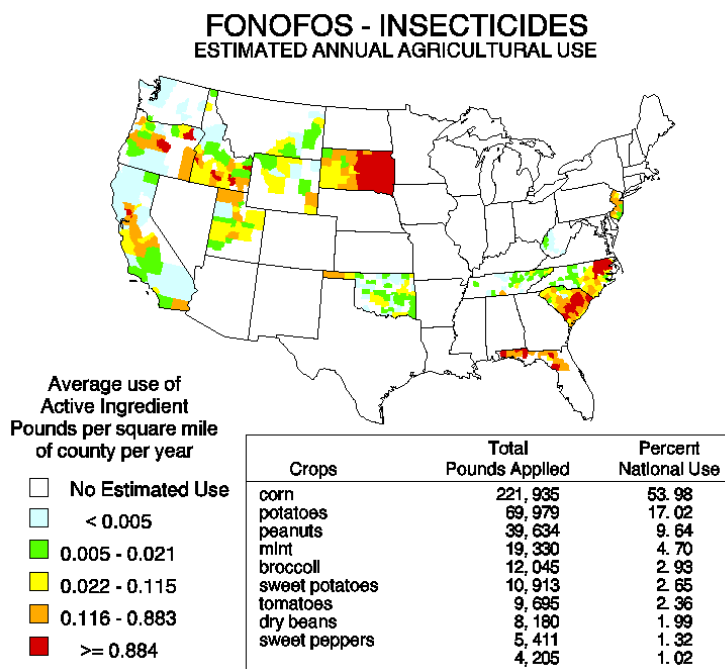 FONOFOS - INSECTICIDES
ESTIMATED ANNUAL AGRICULTURAL USE
Average use of
Active Ingredient
Pounds per square mile
of county per year
No Estimated Use
< 0.005
0.005 - 0.021
0.022 - 0.115
0.116 - 0.883
>= 0.884
Total Percent
Crops Pounds Applied National Use
corn 221,935 53.98
potatoes 69,979 17.02
peanuts 39,634 9.64
mint 19,330 4.70
broccoli 12,045 2.93
sweet potatoes 10,913 2.65
tomatoes 9,695 2.36
dry beans 8,180 1.99
sweet peppers 5,411 1.32
4,205 1.02